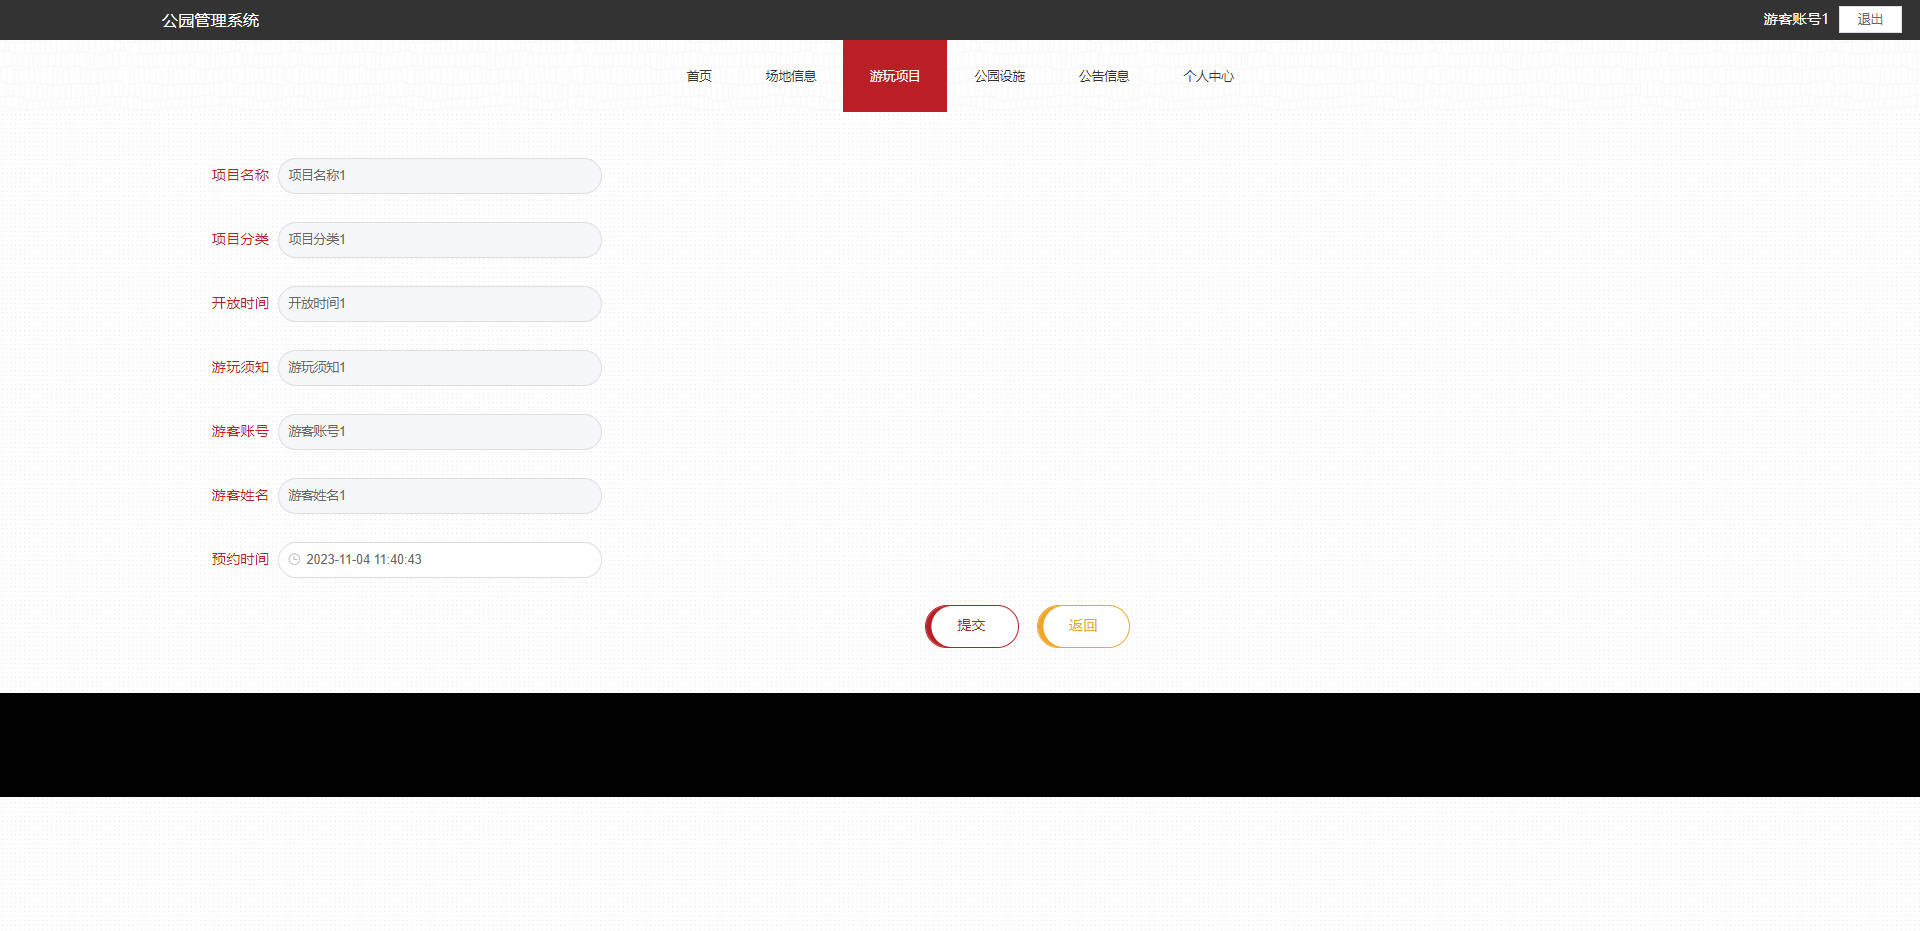 公园管理系统 游客账号1 退出
首页 场地信息 游玩项目 公园设施 公告信息 个人中心
项目名称 项目名称1
项目分类 项目分类1
开放时间 开放时间1
游玩须知 游玩须知1
游客账号 游客账号1
游客姓名 游客姓名1
预约时间 2023-11-04 11:40:43
提交 返回